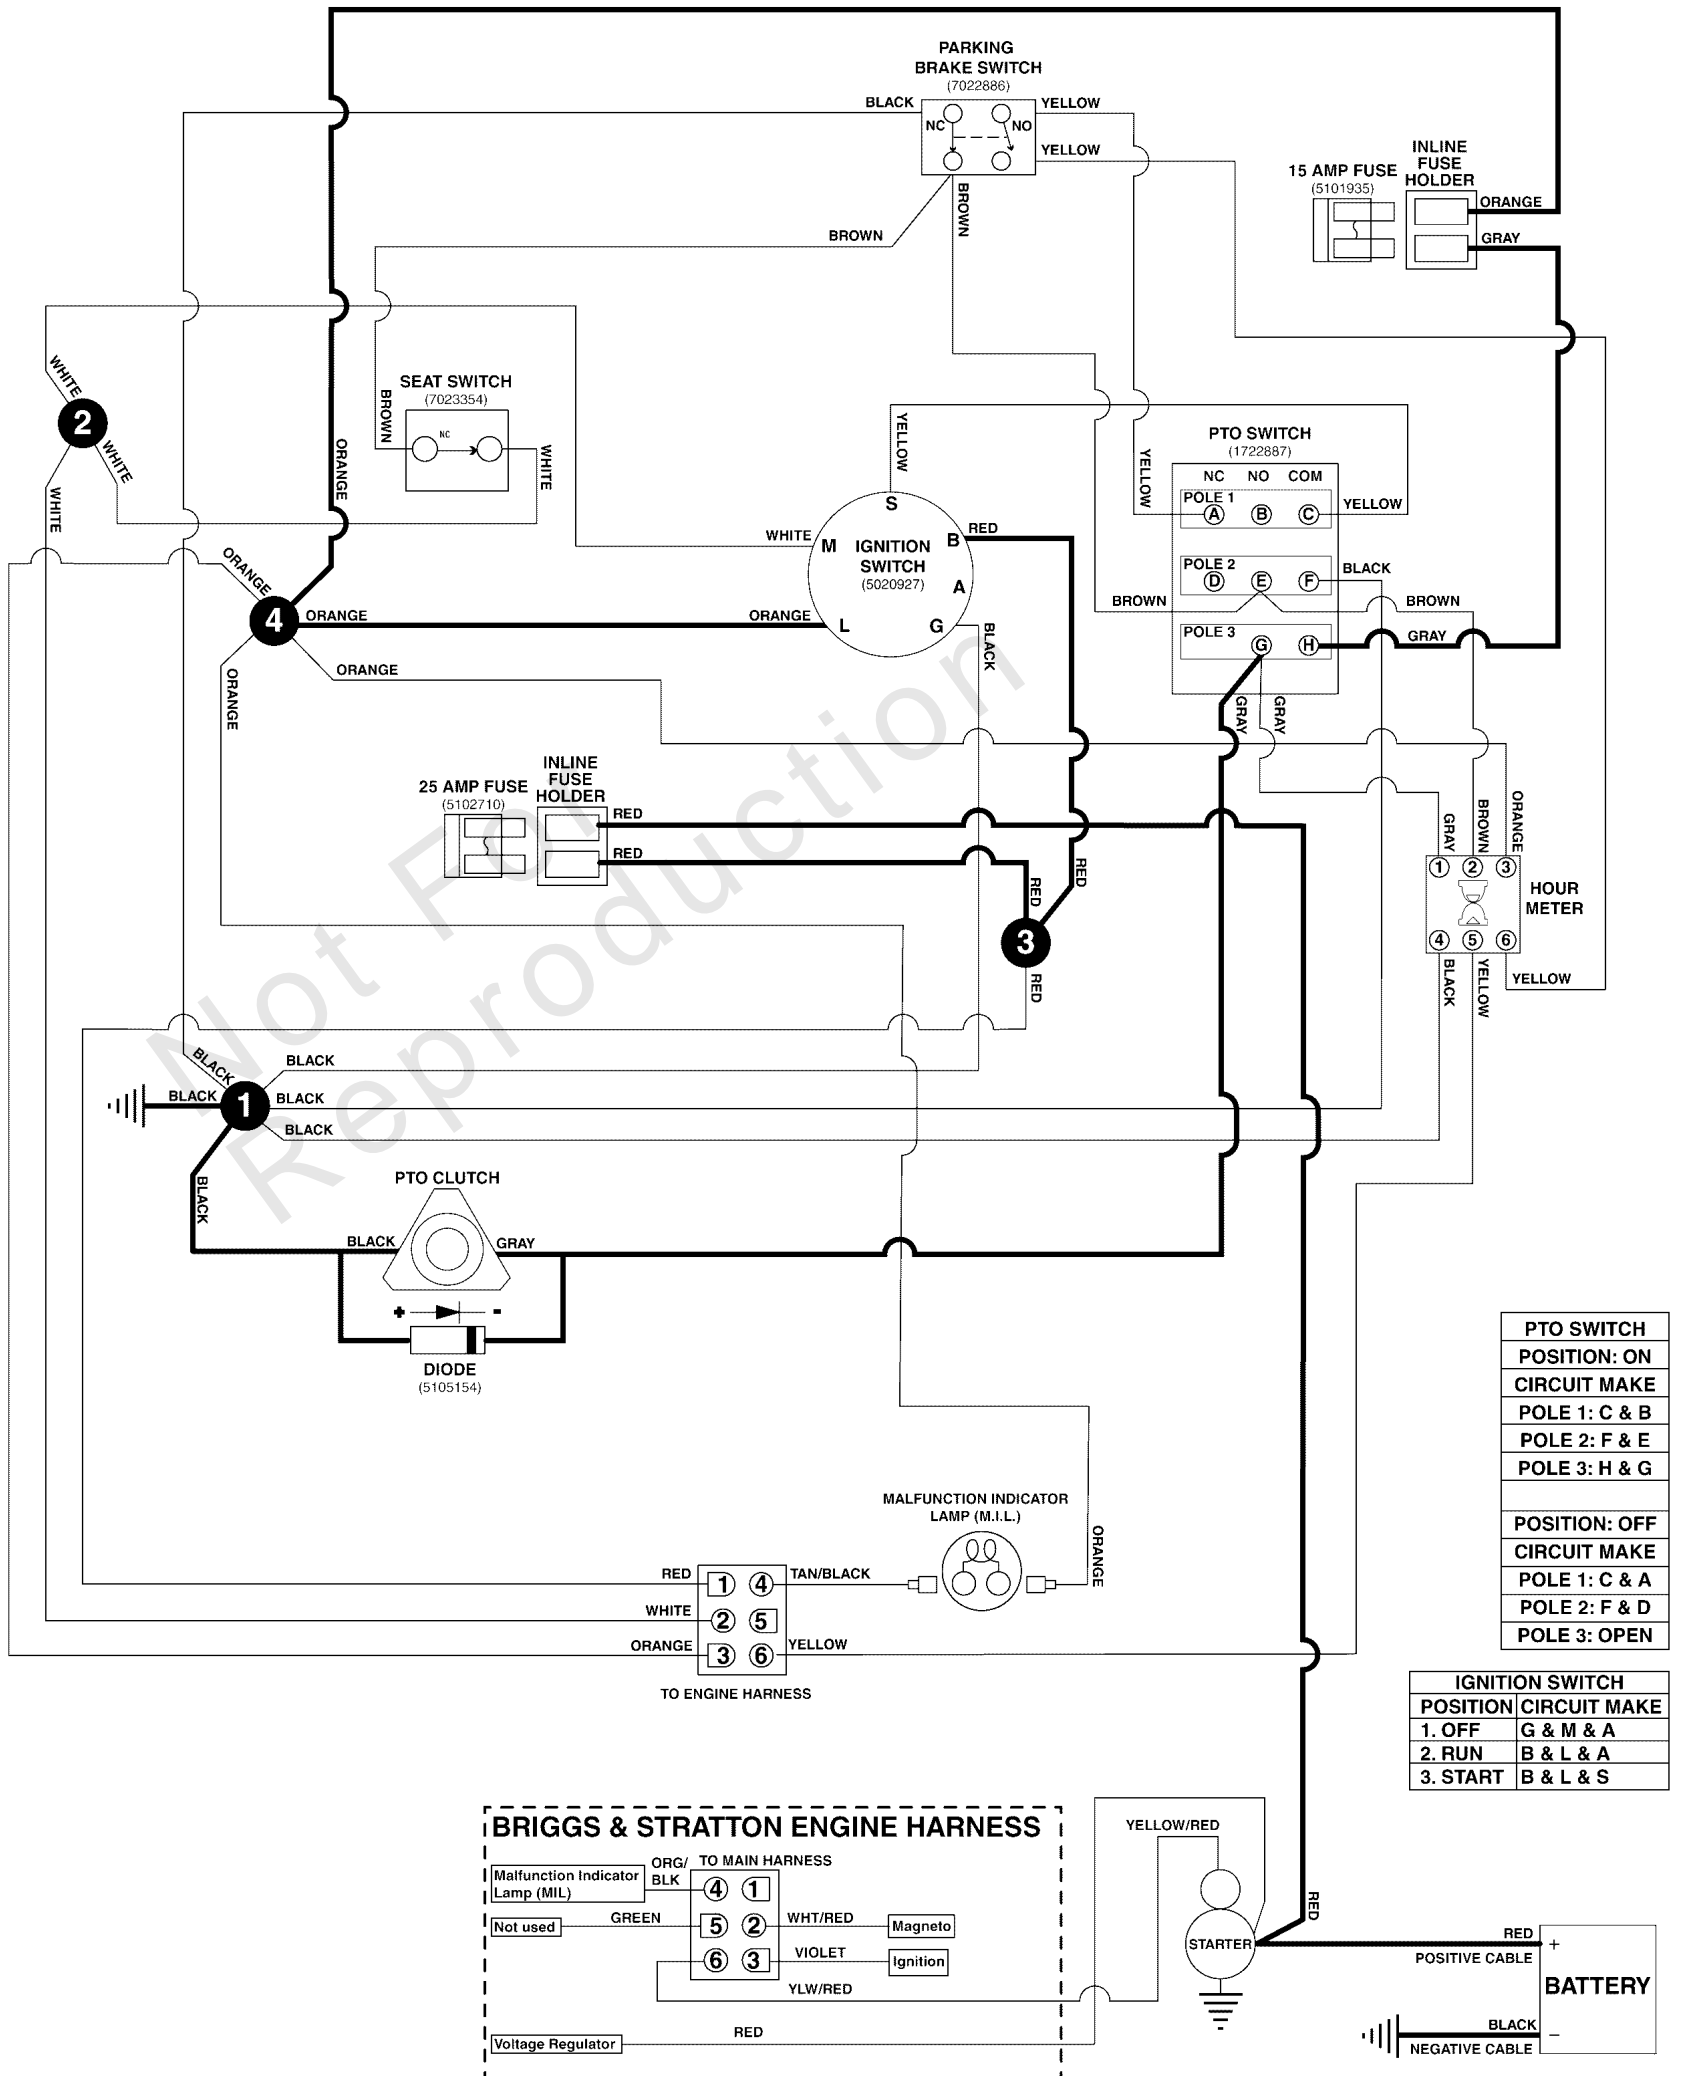 PARKING
BRAKE SWITCH
(7022886)
BLACK
YELLOW
NC
NO
YELLOW
BROWN
BROWN
INLINE
FUSE
HOLDER
15 AMP FUSE
(5101935)
ORANGE
GRAY
WHITE
2
WHITE
WHITE
SEAT SWITCH
(7023354)
BROWN
NC
WHITE
ORANGE
YELLOW
PTO SWITCH
(1722887)
NC NO COM
YELLOW
POLE 1
A B C
YELLOW
POLE 2
D E F
BLACK
BROWN
BROWN
POLE 3
G H
GRAY
GRAY
GRAY
S
WHITE
M
IGNITION
SWITCH
(5020927)
B
RED
A
L
G
BLACK
ORANGE
4
ORANGE
ORANGE
ORANGE
ORANGE
INLINE
FUSE
HOLDER
25 AMP FUSE
(5102710)
RED
RED
RED
RED
3
RED
GRAY
BROWN
ORANGE
1 2 3
HOUR
METER
4 5 6
BLACK
YELLOW
YELLOW
Not For
Reproduction
BLACK
BLACK
BLACK
1
BLACK
BLACK
BLACK
PTO CLUTCH
BLACK
GRAY
+ -
DIODE
(5105154)
PTO SWITCH
POSITION: ON
CIRCUIT MAKE
POLE 1: C & B
POLE 2: F & E
POLE 3: H & G
POSITION: OFF
CIRCUIT MAKE
POLE 1: C & A
POLE 2: F & D
POLE 3: OPEN
MALFUNCTION INDICATOR
LAMP (M.I.L.)
ORANGE
RED
1 4
TAN/BLACK
WHITE
2 5
ORANGE
3 6
YELLOW
TO ENGINE HARNESS
IGNITION SWITCH
POSITION CIRCUIT MAKE
1. OFF G & M & A
2. RUN B & L & A
3. START B & L & S
BRIGGS & STRATTON ENGINE HARNESS
TO MAIN HARNESS
Malfunction Indicator
Lamp (MIL)
ORG/
BLK
4 1
Not used
GREEN
5 2
WHT/RED
Magneto
6 3
VIOLET
Ignition
YLW/RED
Voltage Regulator
RED
YELLOW/RED
STARTER
RED
RED
POSITIVE CABLE
+
BATTERY
BLACK
NEGATIVE CABLE
−